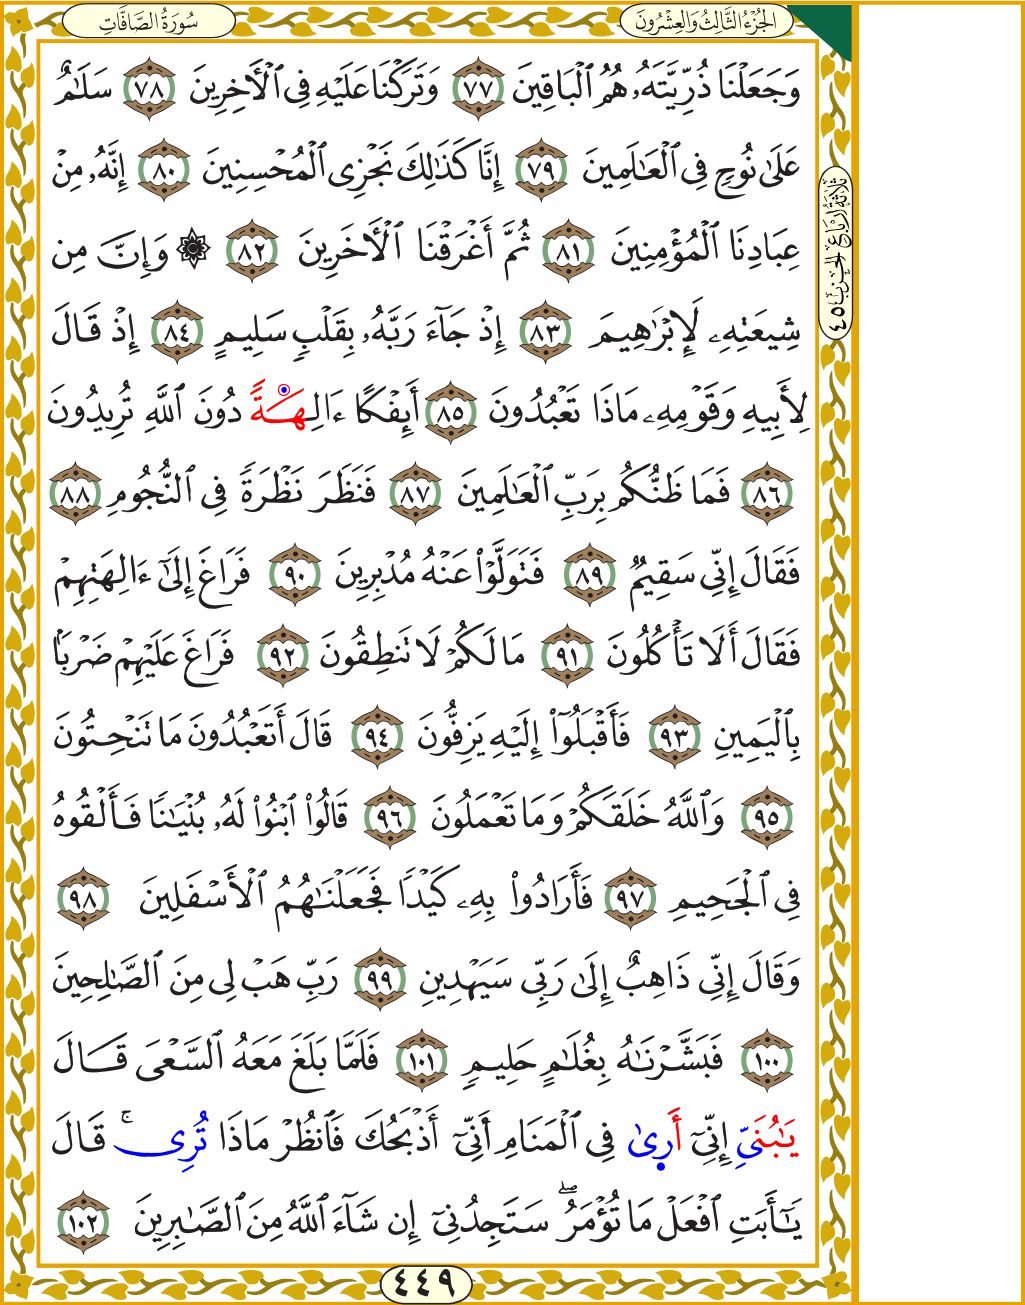 الجُزْءُ الثَّالِثُ وَالعِشْرُونَ
سُورَةُ الصَّافَّاتِ
وَجَعَلْنَا ذُرِّيَّتَهُۥ هُمُ ٱلْبَاقِينَ ٧٧ وَتَرَكْنَا عَلَيْهِ فِى ٱلْأَخِرِينَ ٧٨ سَلَٰمٌ
عَلَىٰ نُوحٍ فِى ٱلْعَٰلَمِينَ ٧٩ إِنَّا كَذَٰلِكَ نَجْزِى ٱلْمُحْسِنِينَ ٨٠ إِنَّهُۥ مِنْ
عِبَادِنَا ٱلْمُؤْمِنِينَ ٨١ ثُمَّ أَغْرَقْنَا ٱلْأَخَرِينَ ٨٢ ۞ وَإِنَّ مِن
شِيعَتِهِۦ لَإِبْرَٰهِيمَ ٨٣ إِذْ جَآءَ رَبَّهُۥ بِقَلْبٍ سَلِيمٍ ٨٤ إِذْ قَالَ
لِأَبِيهِ وَقَوْمِهِۦ مَاذَا تَعْبُدُونَ ٨٥ أَئِفْكًا ءَالِهَةً دُونَ ٱللَّهِ تُرِيدُونَ
٨٦ فَمَا ظَنُّكُم بِرَبِّ ٱلْعَٰلَمِينَ ٨٧ فَنَظَرَ نَظْرَةً فِى ٱلنُّجُومِ ٨٨
فَقَالَ إِنِّى سَقِيمٌ ٨٩ فَتَوَلَّوْا۟ عَنْهُ مُدْبِرِينَ ٩٠ فَرَاغَ إِلَىٰٓ ءَالِهَتِهِمْ
فَقَالَ أَلَا تَأْكُلُونَ ٩١ مَا لَكُمْ لَا تَنطِقُونَ ٩٢ فَرَاغَ عَلَيْهِمْ ضَرْبًۢا
بِٱلْيَمِينِ ٩٣ فَأَقْبَلُوٓا۟ إِلَيْهِ يَزِفُّونَ ٩٤ قَالَ أَتَعْبُدُونَ مَا تَنْحِتُونَ
٩٥ وَٱللَّهُ خَلَقَكُمْ وَمَا تَعْمَلُونَ ٩٦ قَالُوا۟ ٱبْنُوا۟ لَهُۥ بُنْيَٰنًا فَأَلْقُوهُ
فِى ٱلْجَحِيمِ ٩٧ فَأَرَادُوا۟ بِهِۦ كَيْدًا فَجَعَلْنَٰهُمُ ٱلْأَسْفَلِينَ ٩٨
وَقَالَ إِنِّى ذَاهِبٌ إِلَىٰ رَبِّى سَيَهْدِينِ ٩٩ رَبِّ هَبْ لِى مِنَ ٱلصَّٰلِحِينَ
١٠٠ فَبَشَّرْنَٰهُ بِغُلَٰمٍ حَلِيمٍ ١٠١ فَلَمَّا بَلَغَ مَعَهُ ٱلسَّعْىَ قَالَ
يَٰبُنَىِّ إِنِّىٓ أَرِىٰ فِى ٱلْمَنَامِ أَنِّىٓ أَذْبَحُكَ فَٱنظُرْ مَاذَا تُرِى ۚ قَالَ
يَٰٓأَبَتِ ٱفْعَلْ مَا تُؤْمَرُ ۖ سَتَجِدُنِىٓ إِن شَآءَ ٱللَّهُ مِنَ ٱلصَّٰبِرِينَ ١٠٢
ثَلَاثَةُ أَرْبَاعِ الحِزْبِ ٤٥
٤٤٩